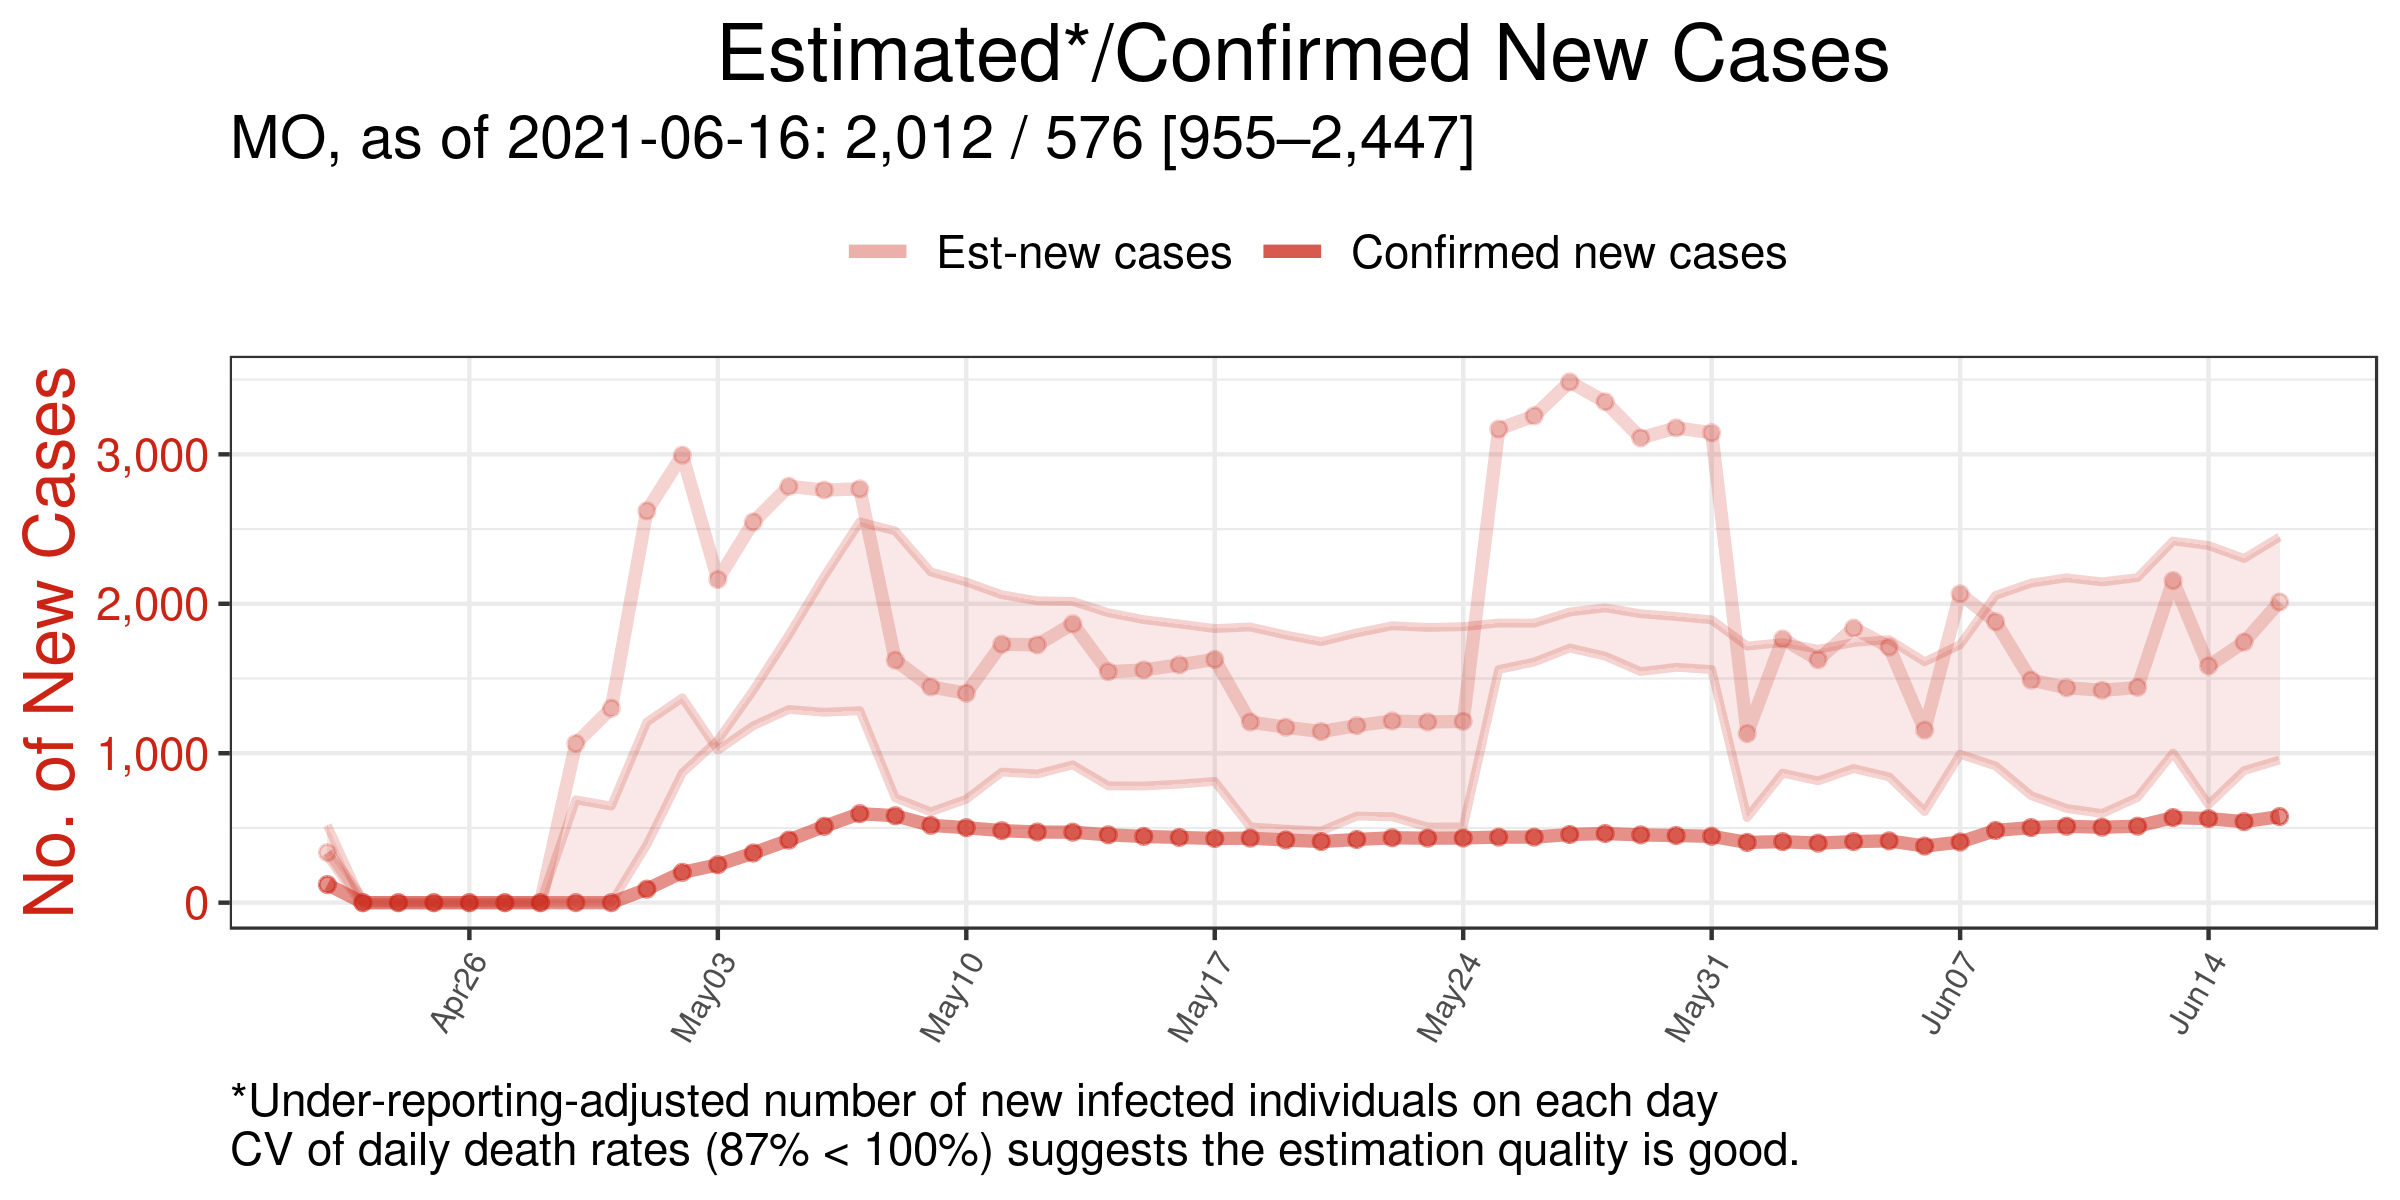 Estimated*/Confirmed New Cases
MO, as of 2021-06-16: 2,012 / 576 [955–2,447]
Est-new cases
Confirmed new cases
No. of New Cases
3,000
2,000
1,000
0
Apr26
May03
May10
May17
May24
May31
Jun07
Jun14
*Under-reporting-adjusted number of new infected individuals on each day
CV of daily death rates (87% < 100%) suggests the estimation quality is good.